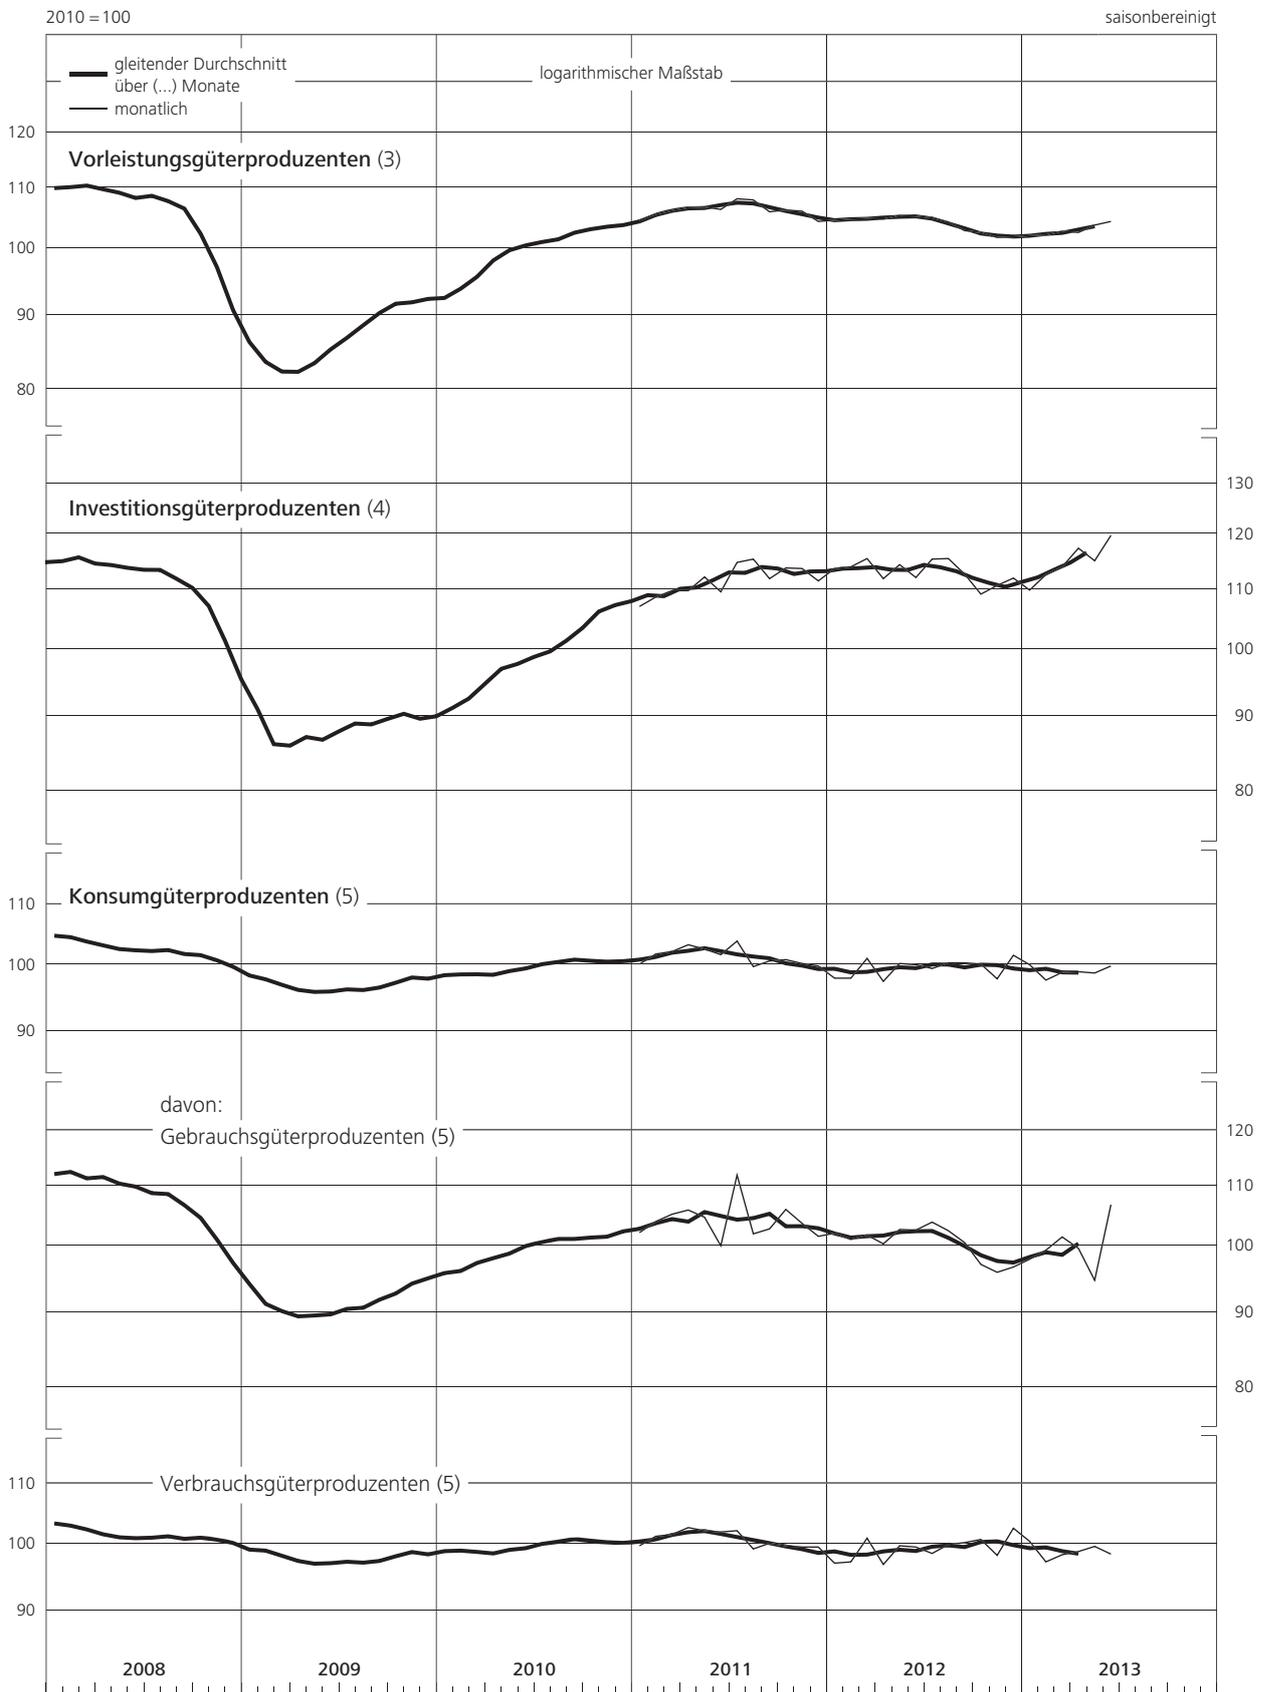 2010 = 100
saisonbereinigt
gleitender Durchschnitt
über (...) Monate
monatlich
logarithmischer Maßstab
120
Vorleistungsgüterproduzenten (3)
110
100
90
80
130
Investitionsgüterproduzenten (4)
120
110
100
90
80
Konsumgüterproduzenten (5)
110
100
90
davon:
Gebrauchsgüterproduzenten (5)
120
110
100
90
80
Verbrauchsgüterproduzenten (5)
110
100
90
2008 2009 2010 2011 2012 2013